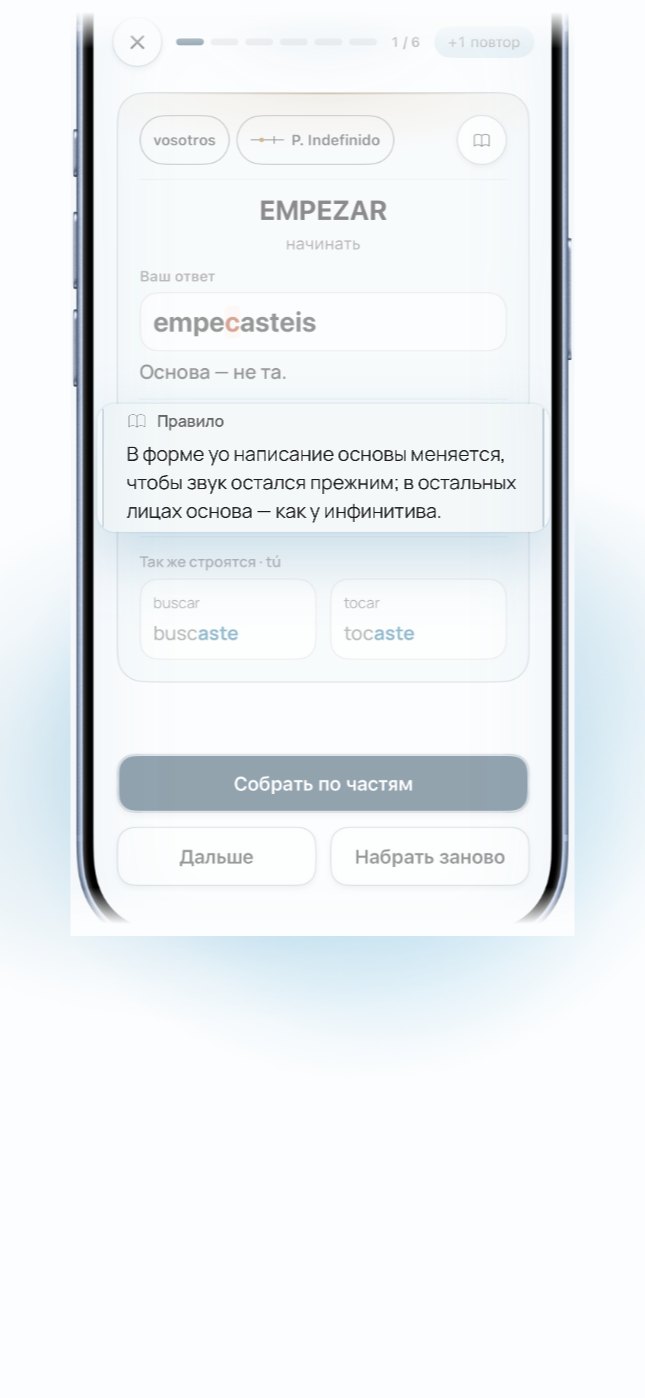 1 / 6
+1 повтор
vosotros
P. Indefinido
EMPEZAR
начинать
Ваш ответ
empecasteis
Основа — не та.
Правило
В форме yo написание основы меняется,
чтобы звук остался прежним; в остальных
лицах основа — как у инфинитива.
Так же строятся · tú
buscar
tocar
buscaste
tocaste
Собрать по частям
Дальше
Набрать заново